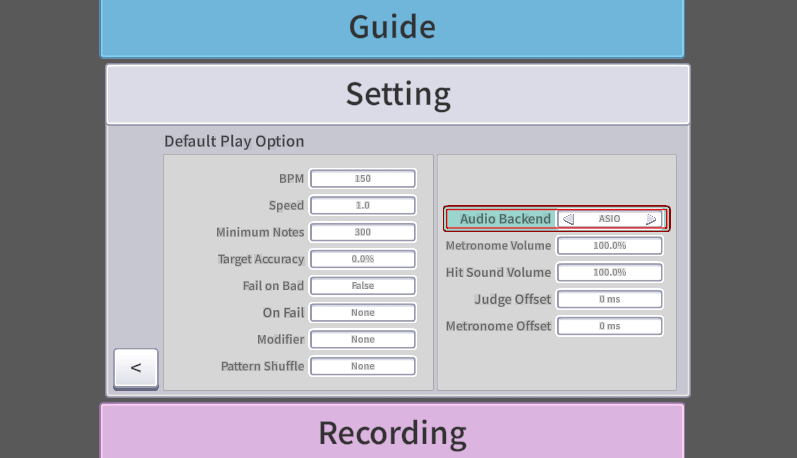 Guide
Setting
Default Play Option
BPM 150
Speed 1.0
Minimum Notes 300
Target Accuracy 0.0%
Fail on Bad False
On Fail None
Modifier None
Pattern Shuffle None
Audio Backend ASIO
Metronome Volume 100.0%
Hit Sound Volume 100.0%
Judge Offset 0 ms
Metronome Offset 0 ms
<
Recording